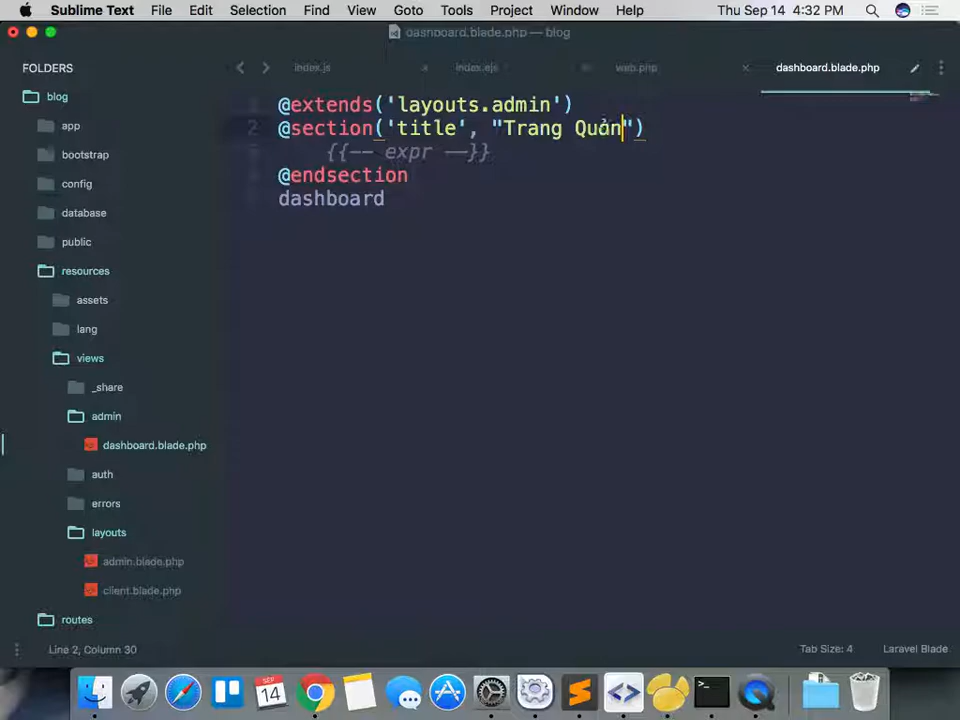 Sublime Text File Edit Selection Find View Goto Tools Project Window Help Thu Sep 14 4:32 PM
dashboard.blade.php — blog
FOLDERS
index.js
web.php
dashboard.blade.php
blog
app
bootstrap
config
database
public
resources
assets
lang
views
_share
admin
dashboard.blade.php
auth
errors
layouts
admin.blade.php
client.blade.php
routes
@extends('layouts.admin')
2 @section('title', "Trang Quản")
{{-- expr --}}
@endsection
dashboard
Line 2, Column 30
Tab Size: 4
Laravel Blade
SEP
14
>_